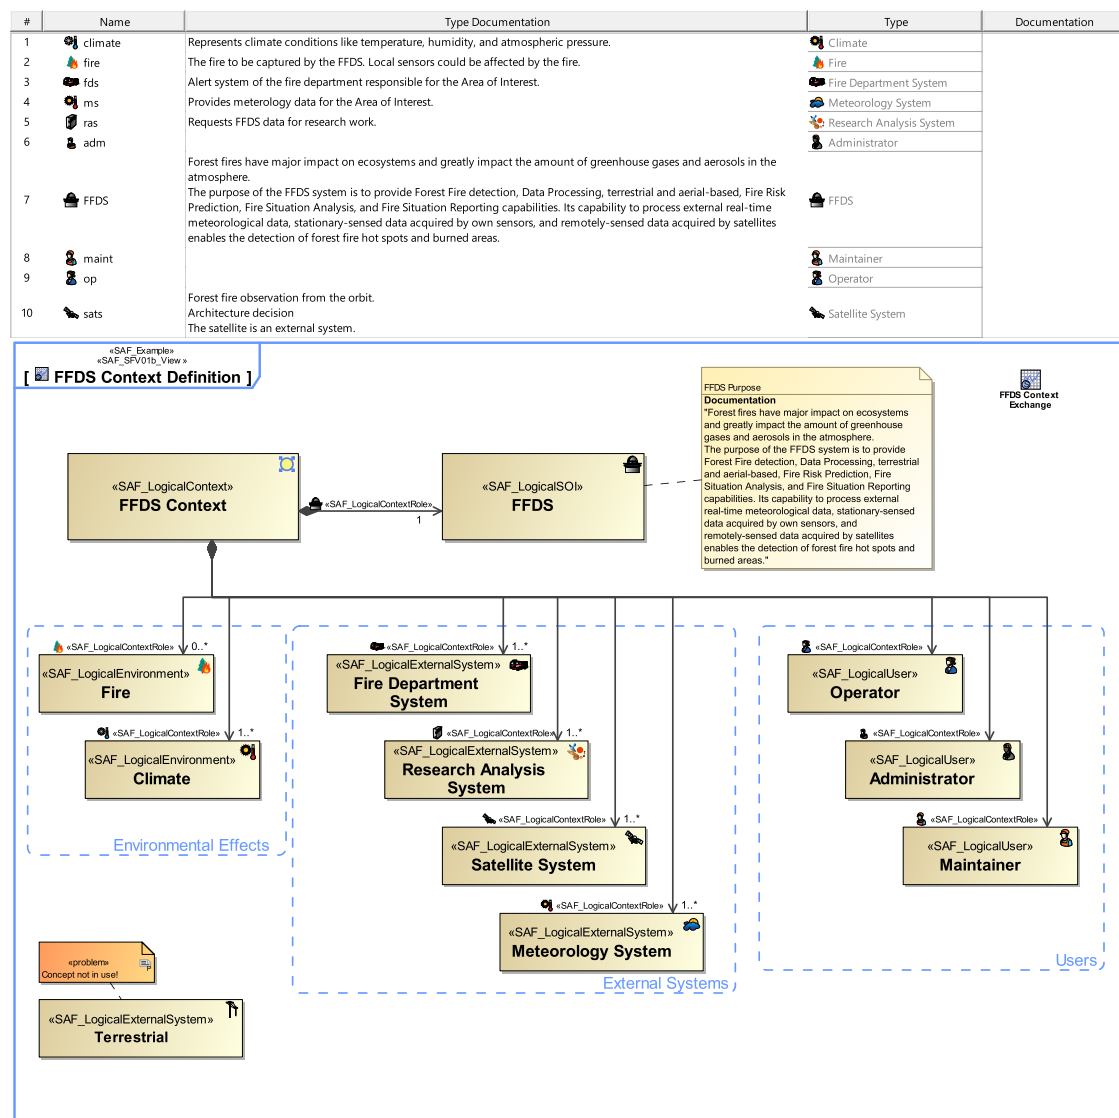 # Name Type Documentation Type Documentation
1 climate Represents climate conditions like temperature, humidity, and atmospheric pressure. Climate
2 fire The fire to be captured by the FFDS. Local sensors could be affected by the fire. Fire
3 fds Alert system of the fire department responsible for the Area of Interest. Fire Department System
4 ms Provides meterology data for the Area of Interest. Meteorology System
5 ras Requests FFDS data for research work. Research Analysis System
6 adm Administrator
Forest fires have major impact on ecosystems and greatly impact the amount of greenhouse gases and aerosols in the
atmosphere.
The purpose of the FFDS system is to provide Forest Fire detection, Data Processing, terrestrial and aerial-based, Fire Risk
7 FFDS Prediction, Fire Situation Analysis, and Fire Situation Reporting capabilities. Its capability to process external real-time FFDS
meteorological data, stationary-sensed data acquired by own sensors, and remotely-sensed data acquired by satellites
enables the detection of forest fire hot spots and burned areas.
8 maint Maintainer
9 op Operator
Forest fire observation from the orbit.
10 sats Architecture decision Satellite System
The satellite is an external system.
«SAF_Example»
«SAF_SFV01b_View»
[ FFDS Context Definition ]
FFDS Purpose
Documentation
"Forest fires have major impact on ecosystems
and greatly impact the amount of greenhouse
gases and aerosols in the atmosphere.
The purpose of the FFDS system is to provide
Forest Fire detection, Data Processing, terrestrial
and aerial-based, Fire Risk Prediction, Fire
Situation Analysis, and Fire Situation Reporting
capabilities. Its capability to process external
real-time meteorological data, stationary-sensed
data acquired by own sensors, and
remotely-sensed data acquired by satellites
enables the detection of forest fire hot spots and
burned areas."
FFDS Context
Exchange
«SAF_LogicalContext»
FFDS Context
«SAF_LogicalContextRole»
1
«SAF_LogicalSOI»
FFDS
«SAF_LogicalContextRole» 0..*
«SAF_LogicalEnvironment»
Fire
«SAF_LogicalContextRole» 1..*
«SAF_LogicalEnvironment»
Climate
Environmental Effects
«SAF_LogicalContextRole» 1..*
«SAF_LogicalExternalSystem»
Fire Department
System
«SAF_LogicalContextRole» 1..*
«SAF_LogicalExternalSystem»
Research Analysis
System
«SAF_LogicalContextRole» 1..*
«SAF_LogicalExternalSystem»
Satellite System
«SAF_LogicalContextRole» 1..*
«SAF_LogicalExternalSystem»
Meteorology System
External Systems
«SAF_LogicalContextRole»
«SAF_LogicalUser»
Operator
«SAF_LogicalContextRole»
«SAF_LogicalUser»
Administrator
«SAF_LogicalContextRole»
«SAF_LogicalUser»
Maintainer
Users
«problem»
Concept not in use!
«SAF_LogicalExternalSystem»
Terrestrial